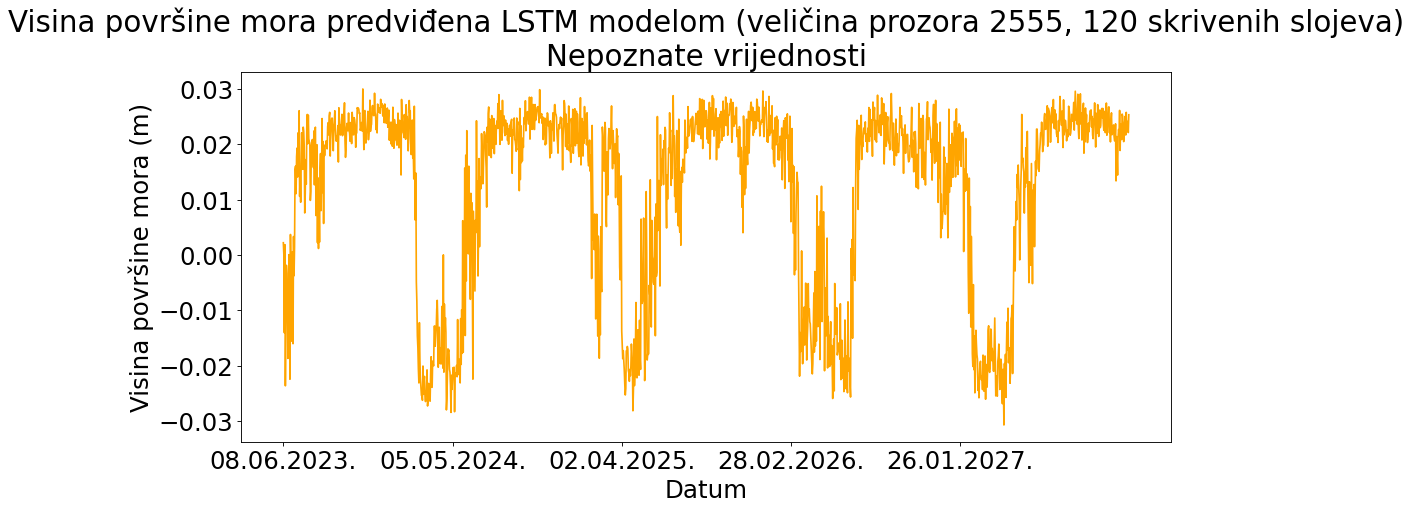 Visina površine mora predviđena LSTM modelom (veličina prozora 2555, 120 skrivenih slojeva)
Nepoznate vrijednosti
Visina površine mora (m)
0.03
0.02
0.01
0.00
−0.01
−0.02
−0.03
08.06.2023. 05.05.2024. 02.04.2025. 28.02.2026. 26.01.2027.
Datum